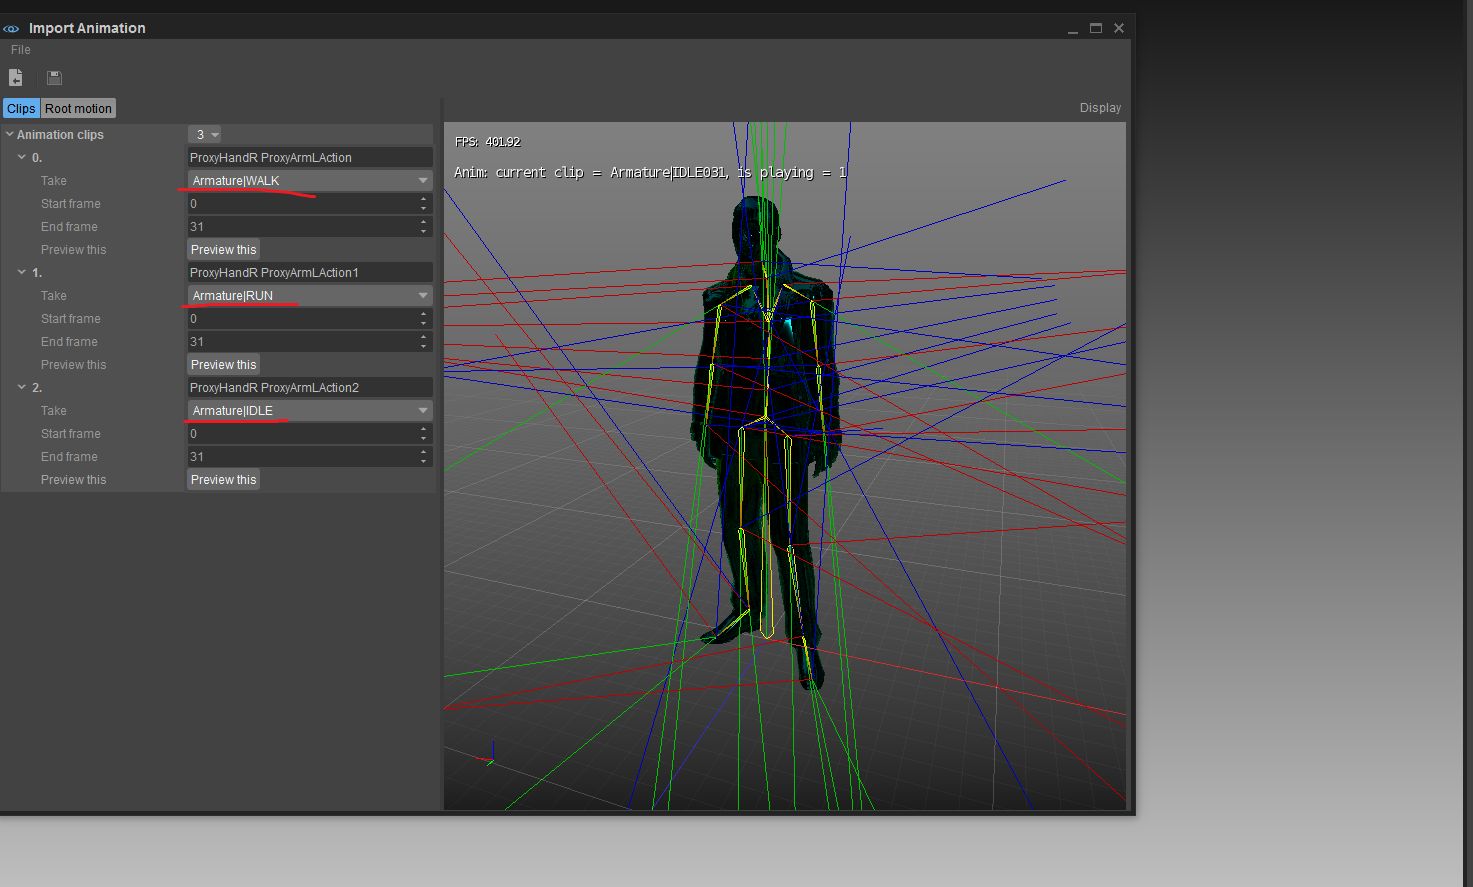 Import Animation
File
Clips Root motion
Display
Animation clips 3
0. ProxyHandR ProxyArmLAction
Take Armature|WALK
Start frame 0
End frame 31
Preview this Preview this
1. ProxyHandR ProxyArmLAction1
Take Armature|RUN
Start frame 0
End frame 31
Preview this Preview this
2. ProxyHandR ProxyArmLAction2
Take Armature|IDLE
Start frame 0
End frame 31
Preview this Preview this
FPS: 401.92
Anim: current clip = Armature|IDLE031, is playing = 1